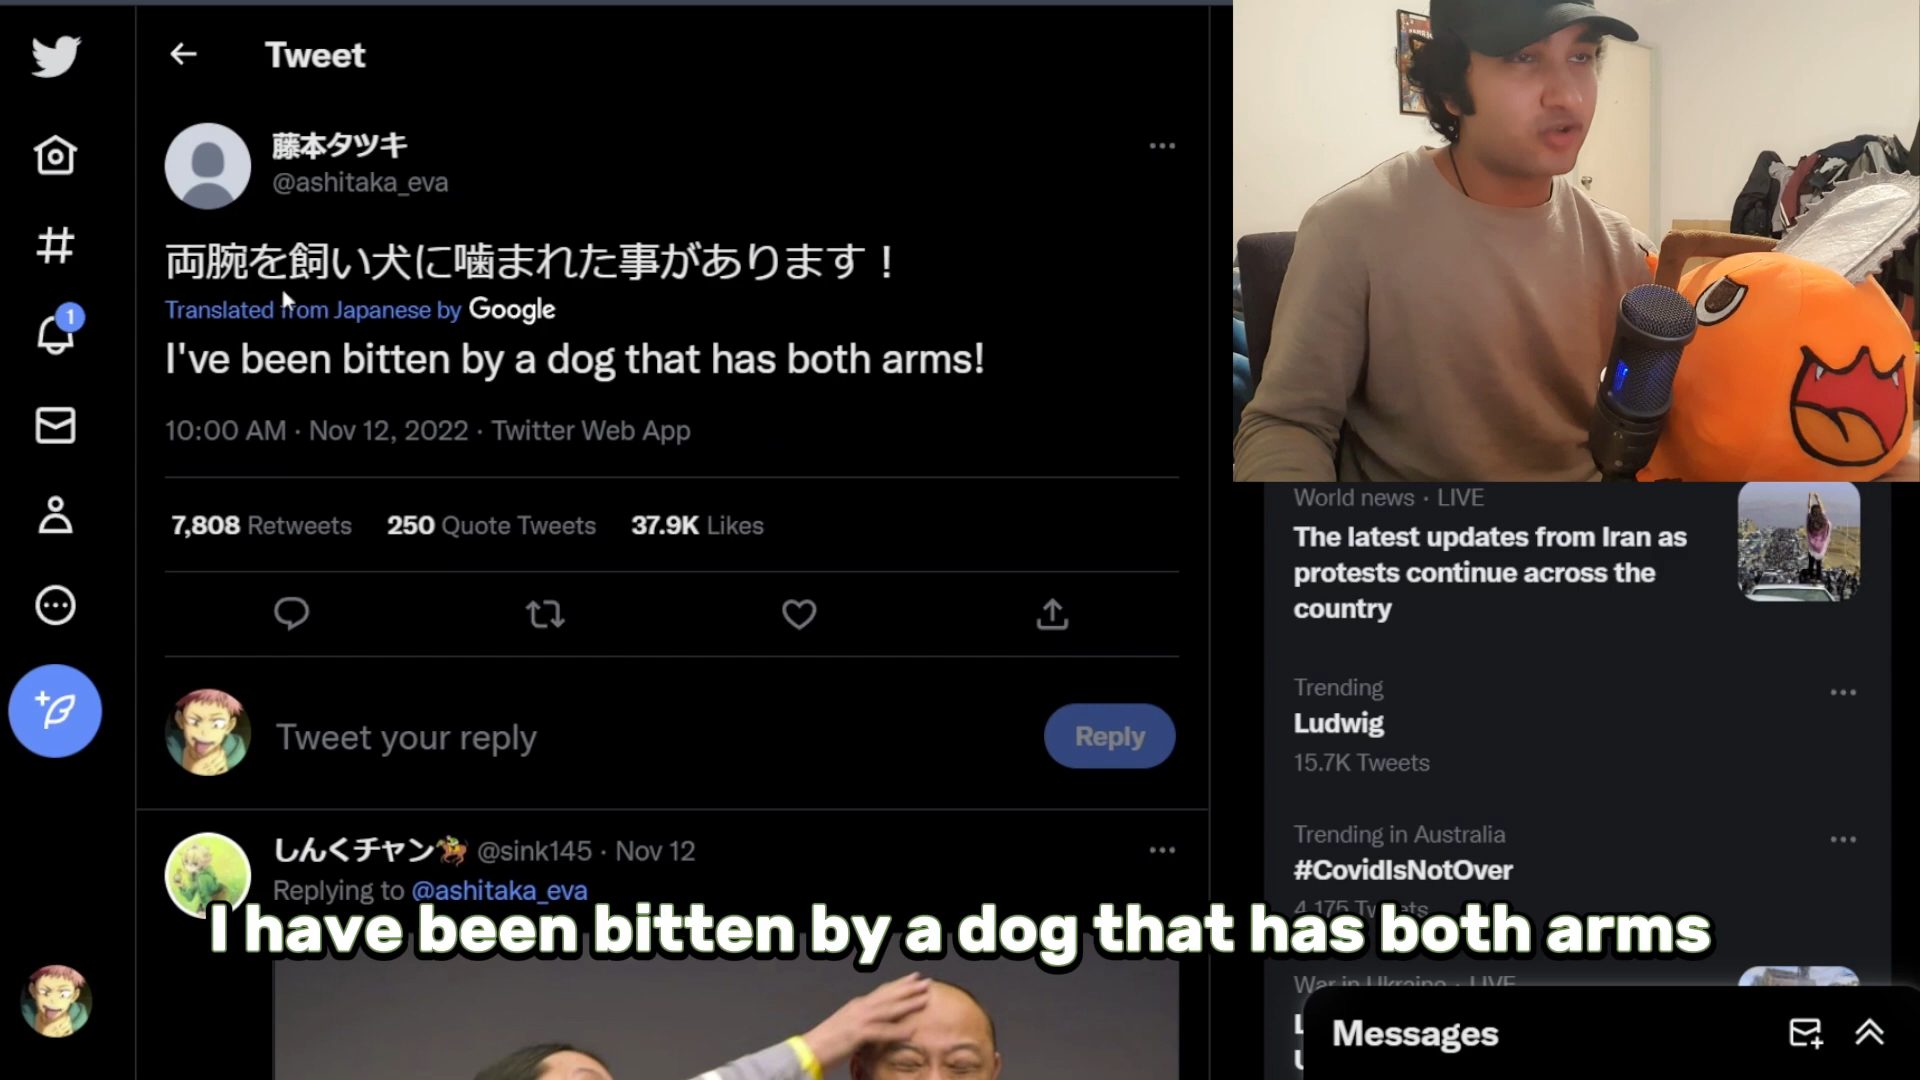 Tweet
藤本タツキ
@ashitaka_eva
両腕を飼い犬に噛まれた事があります！
Translated from Japanese by Google
I've been bitten by a dog that has both arms!
10:00 AM · Nov 12, 2022 · Twitter Web App
7,808 Retweets 250 Quote Tweets 37.9K Likes
Tweet your reply
Reply
しんくチャン🏇 @sink145 · Nov 12
Replying to @ashitaka_eva
I have been bitten by a dog that has both arms
1
World news · LIVE
The latest updates from Iran as
protests continue across the
country
Trending
Ludwig
15.7K Tweets
Trending in Australia
#CovidIsNotOver
4,175 Tweets
War in Ukraine · LIVE
Messages